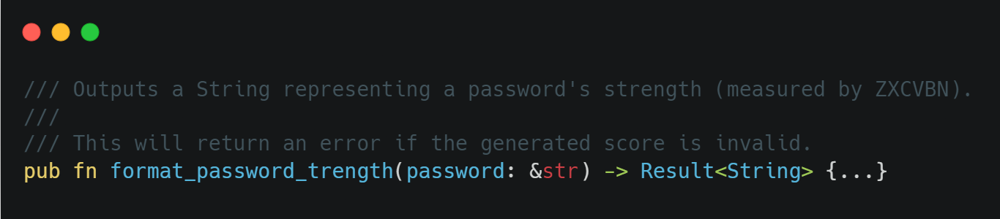 /// Outputs a String representing a password's strength (measured by ZXCVBN).
///
/// This will return an error if the generated score is invalid.
pub fn format_password_trength(password: &str) -> Result<String> {...}